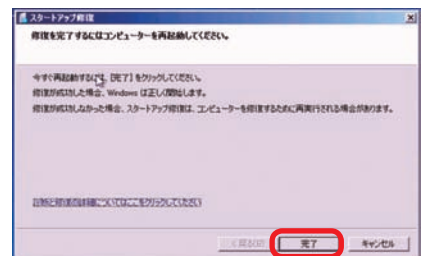 スタートアップ修復
修復を完了するにはコンピューターを再起動してください。
今すぐ再起動するには、[完了] をクリックしてください。
修復が成功した場合、Windows は正しく開始します。
修復が成功しなかった場合、スタートアップ修復は、コンピューターを修復するために再実行される場合があります。
診断と修復の詳細についてはここをクリックしてください
< 戻る(B)
完了
キャンセル